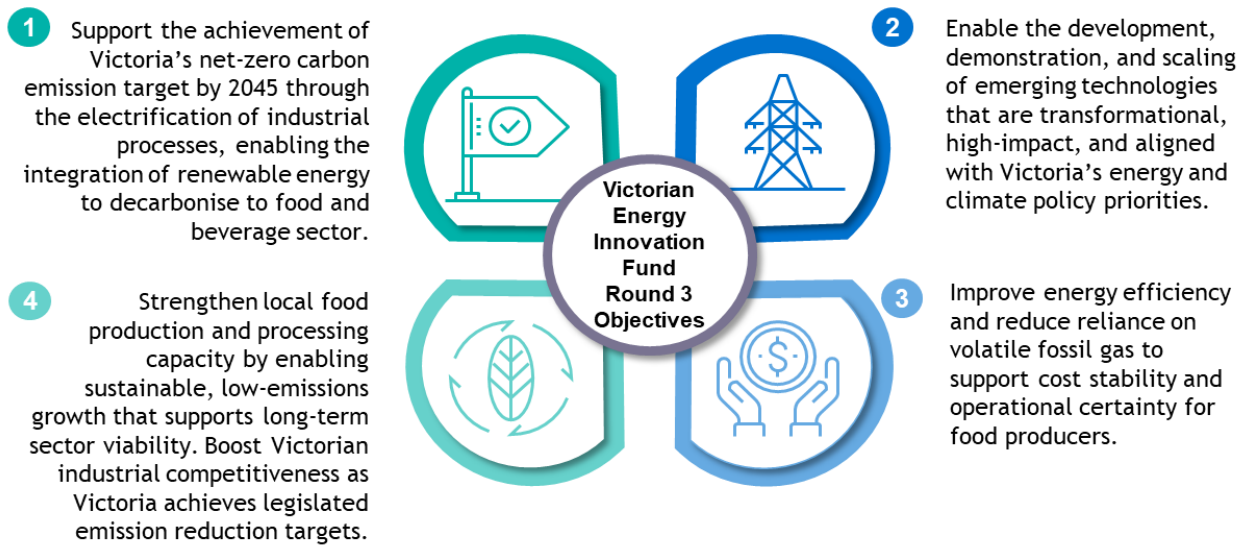 1
Support the achievement of
Victoria’s net-zero carbon
emission target by 2045 through
the electrification of industrial
processes, enabling the
integration of renewable energy
to decarbonise to food and
beverage sector.
2
Enable the development,
demonstration, and scaling
of emerging technologies
that are transformational,
high-impact, and aligned
with Victoria’s energy and
climate policy priorities.
Victorian
Energy
Innovation
Fund
Round 3
Objectives
3
Improve energy efficiency
and reduce reliance on
volatile fossil gas to
support cost stability and
operational certainty for
food producers.
$
4
Strengthen local food
production and processing
capacity by enabling
sustainable, low-emissions
growth that supports long-term
sector viability. Boost Victorian
industrial competitiveness as
Victoria achieves legislated
emission reduction targets.